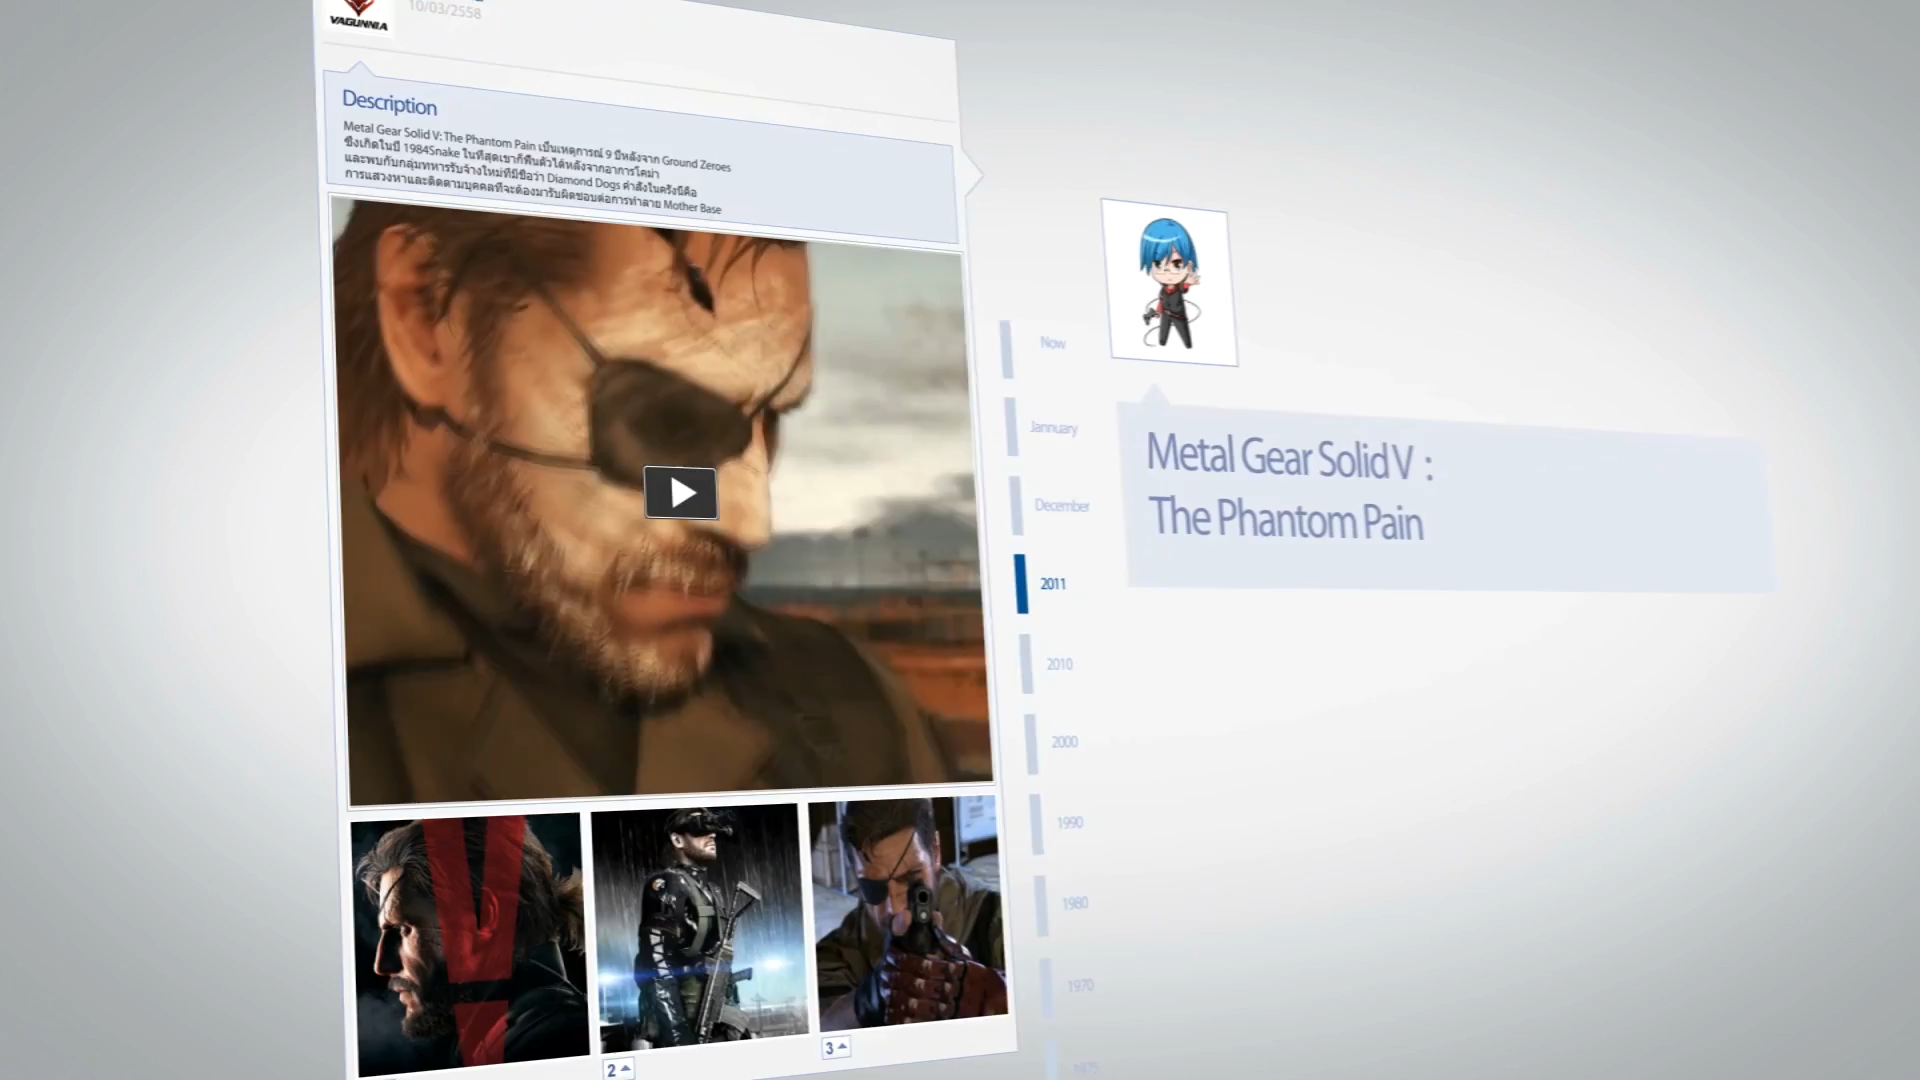 VAGUNNIA
10/03/2558
Description
Metal Gear Solid V: The Phantom Pain เป็นเหตุการณ์ 9 ปีหลังจาก Ground Zeroes
ซึ่งเกิดในปี 1984Snake ในที่สุดเขาก็ฟื้นตัวได้หลังจากอาการโคม่า
และพบกับกลุ่มทหารรับจ้างใหม่ที่มีชื่อว่า Diamond Dogs คำสั่งในครั้งนี้คือ
การแสวงหาและติดตามบุคคลที่จะต้องมารับผิดชอบต่อการทำลาย Mother Base
Now
Jannuary
December
2011
2010
2000
1990
1980
1970
Metal Gear Solid V :
The Phantom Pain
V
2
3